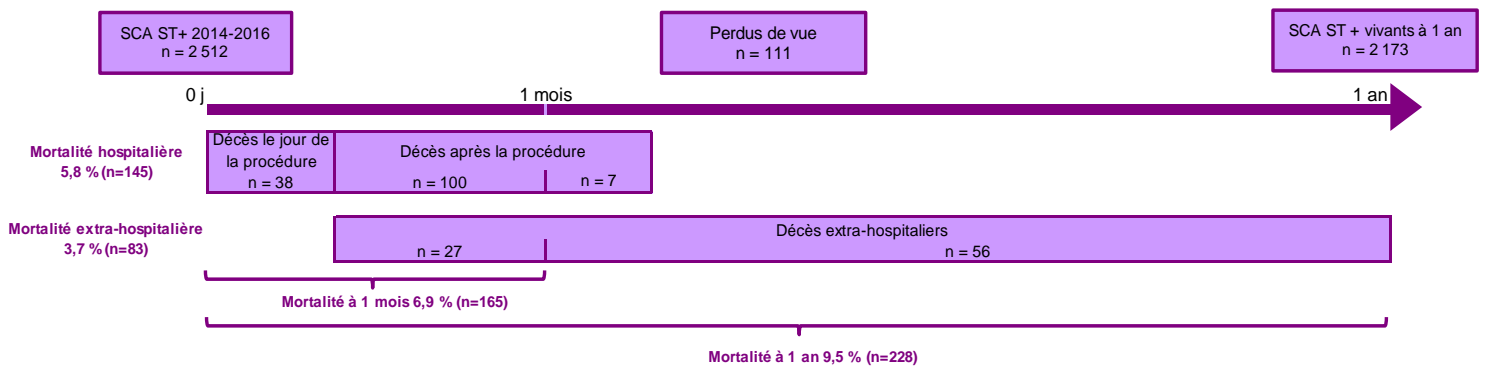 SCA ST+ 2014-2016
n = 2 512
Perdus de vue
n = 111
SCA ST + vivants à 1 an
n = 2 173
0 j
1 mois
1 an
Mortalité hospitalière
5,8 % (n=145)
Décès le jour de
la procédure
n = 38
Décès après la procédure
n = 100
n = 7
Mortalité extra-hospitalière
3,7 % (n=83)
Décès extra-hospitaliers
n = 27
n = 56
Mortalité à 1 mois 6,9 % (n=165)
Mortalité à 1 an 9,5 % (n=228)